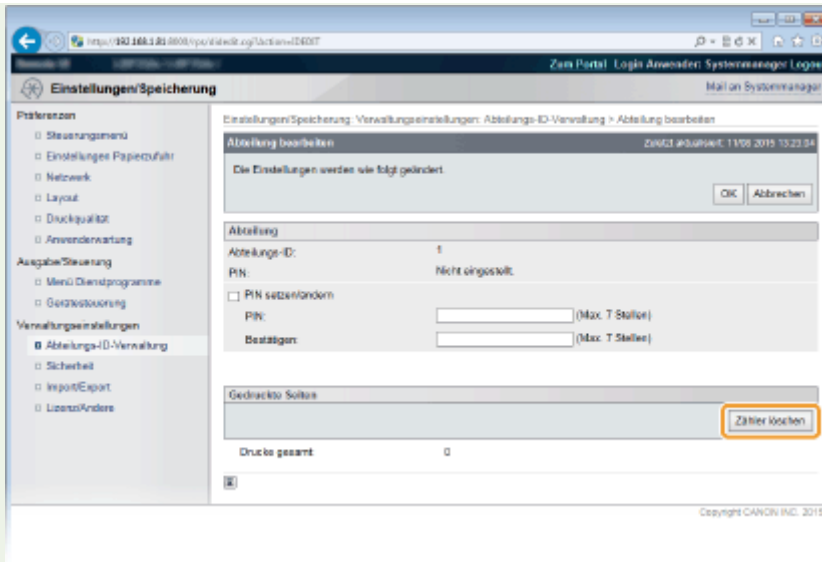 Zum Portal Login Anwender: Systemmanager Logou
Einstellungen/Speicherung
Mail an Systemmanager
Präferenzen
Steuerungsmenü
Einstellungen Papierzufuhr
Netzwerk
Layout
Druckqualität
Anwenderwartung
Ausgabe/Steuerung
Menü Dienstprogramme
Gerätesteuerung
Verwaltungseinstellungen
Abteilungs-ID-Verwaltung
Sicherheit
Import/Export
Lizenz/Andere
Einstellungen/Speicherung: Verwaltungseinstellungen: Abteilungs-ID-Verwaltung > Abteilung bearbeiten
Abteilung bearbeiten
Zuletzt aktualisiert: 11/06 2015 13:23:04
Die Einstellungen werden wie folgt geändert.
OK Abbrechen
Abteilung
Abteilungs-ID: 1
PIN: Nicht eingestellt.
PIN setzen/ändern
PIN: (Max. 7 Stellen)
Bestätigen: (Max. 7 Stellen)
Gedruckte Seiten
Zähler löschen
Drucke gesamt 0
Copyright CANON INC. 2015